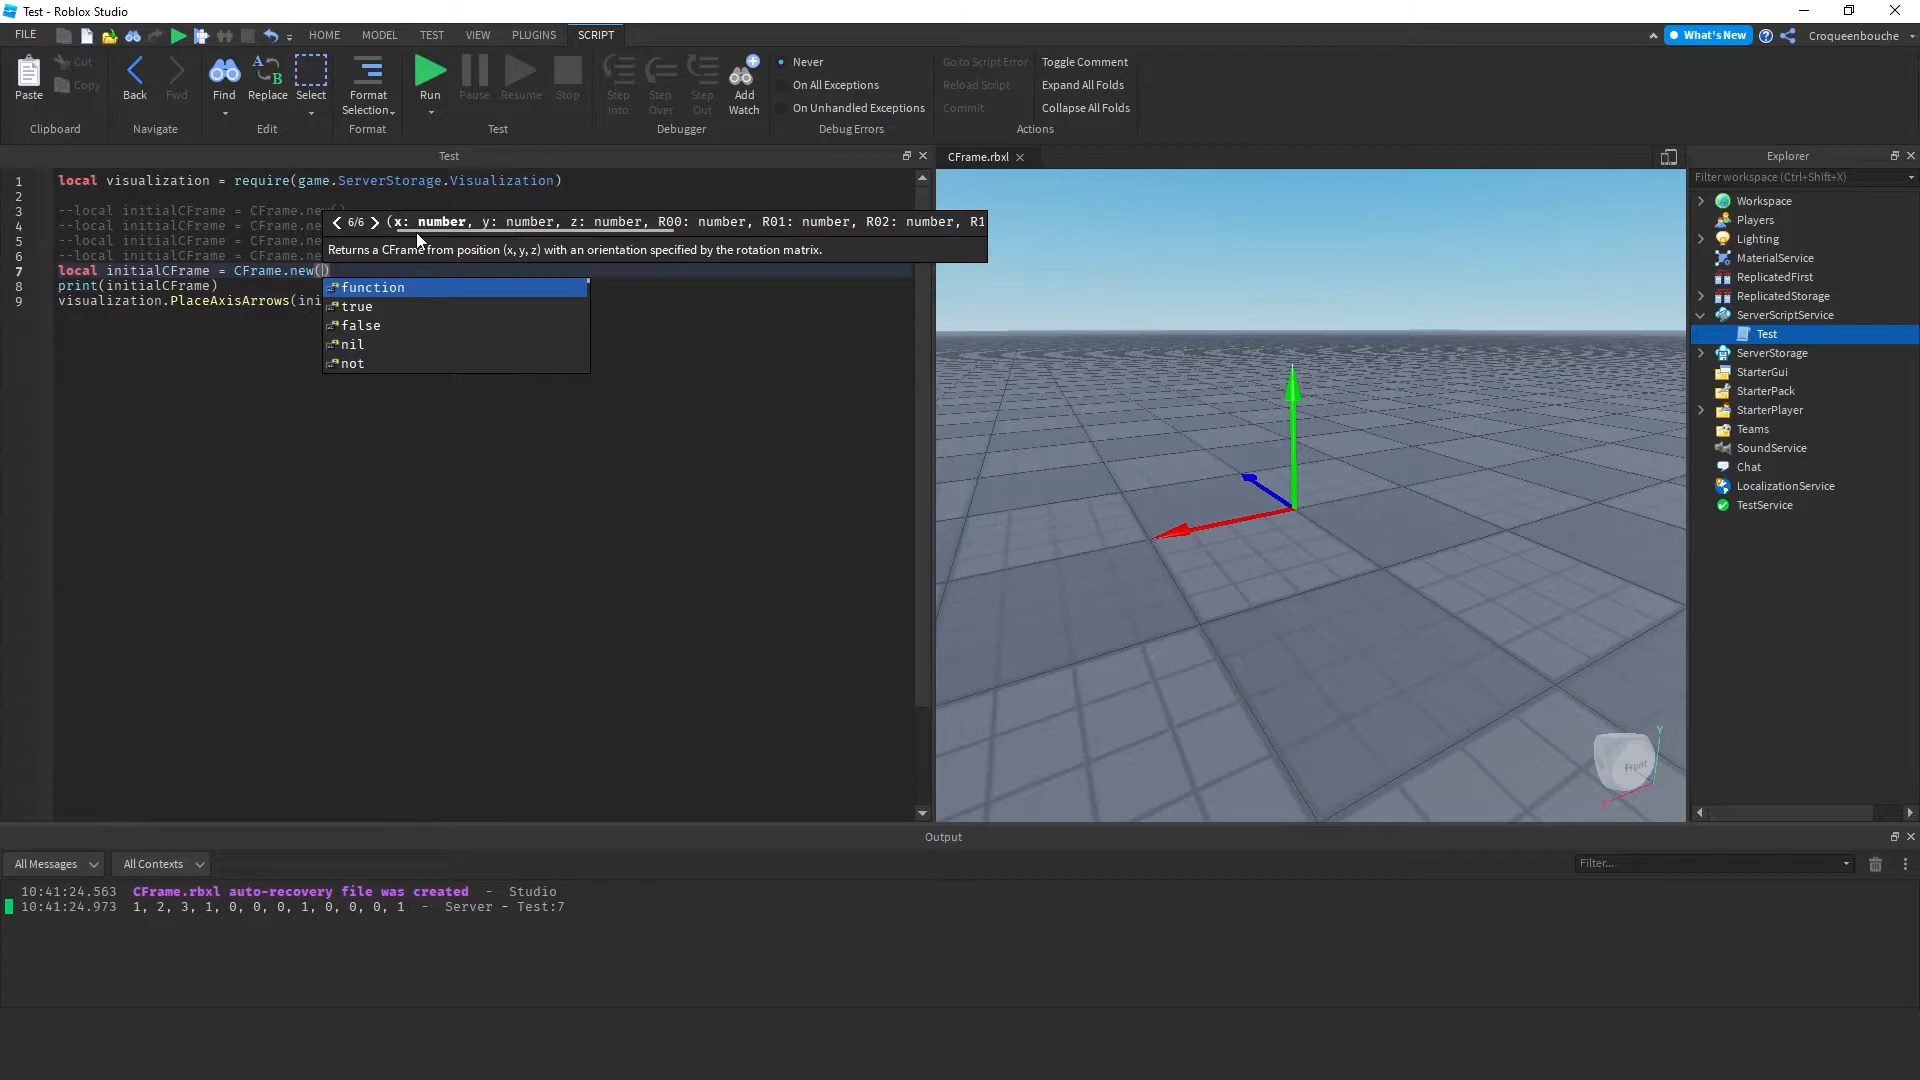 Test - Roblox Studio
FILE
HOME
MODEL
TEST
VIEW
PLUGINS
SCRIPT
What's New
Croqueenbouche
Paste
Cut
Copy
Clipboard
Back
Fwd
Navigate
Find
Replace
Select
Edit
Format
Selection
Format
Run
Pause
Resume
Stop
Test
Step
Into
Step
Over
Step
Out
Add
Watch
Debugger
Never
On All Exceptions
On Unhandled Exceptions
Debug Errors
Go to Script Error
Reload Script
Commit
Toggle Comment
Expand All Folds
Collapse All Folds
Actions
Test
1 local visualization = require(game.ServerStorage.Visualization)
2
3 --local initialCFrame = CFrame.new()
4 --local initialCFrame = CFrame.ne
5 --local initialCFrame = CFrame.ne
6 --local initialCFrame = CFrame.ne
7 local initialCFrame = CFrame.new()
8 print(initialCFrame)
9 visualization.PlaceAxisArrows(ini
6/6 (x: number, y: number, z: number, R00: number, R01: number, R02: number, R1
Returns a CFrame from position (x, y, z) with an orientation specified by the rotation matrix.
function
true
false
nil
not
CFrame.rbxl
Front
Y
Explorer
Filter workspace (Ctrl+Shift+X)
Workspace
Players
Lighting
MaterialService
ReplicatedFirst
ReplicatedStorage
ServerScriptService
Test
ServerStorage
StarterGui
StarterPack
StarterPlayer
Teams
SoundService
Chat
LocalizationService
TestService
Output
All Messages
All Contexts
Filter...
10:41:24.563 CFrame.rbxl auto-recovery file was created - Studio
10:41:24.973 1, 2, 3, 1, 0, 0, 0, 1, 0, 0, 0, 1 - Server - Test:7